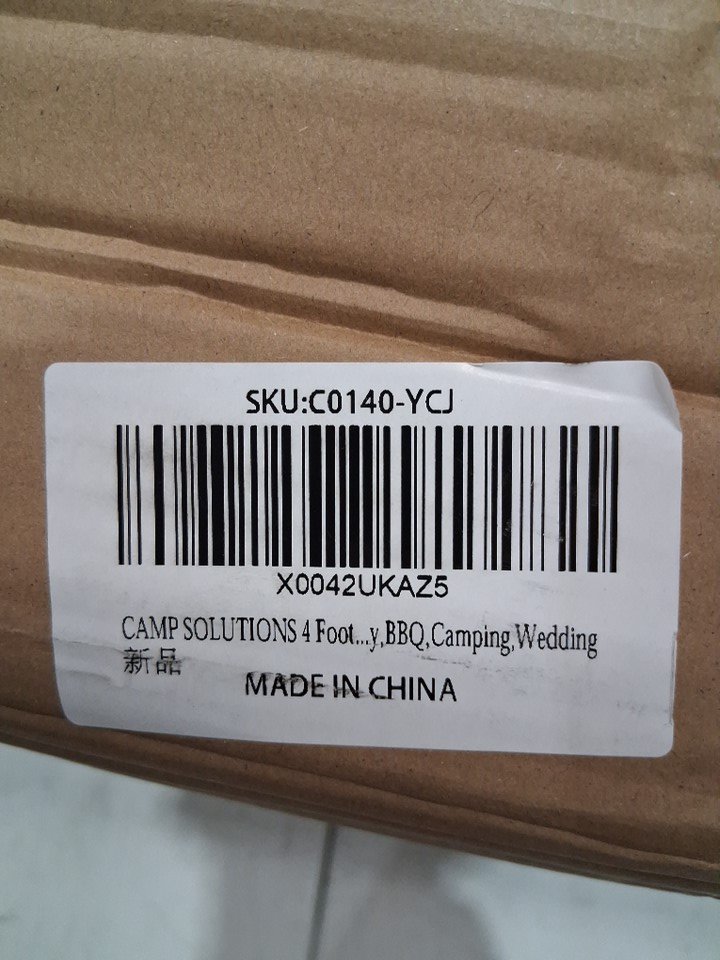 SKU:C0140-YCJ
X0042UKAZ5
CAMP SOLUTIONS 4 Foot...y,BBQ,Camping,Wedding
新品
MADE IN CHINA